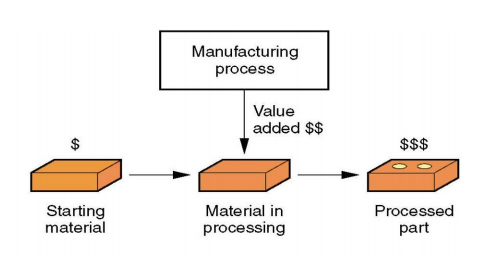 Manufacturing
process
Value
added $$
$
$$$
Starting
material
Material in
processing
Processed
part